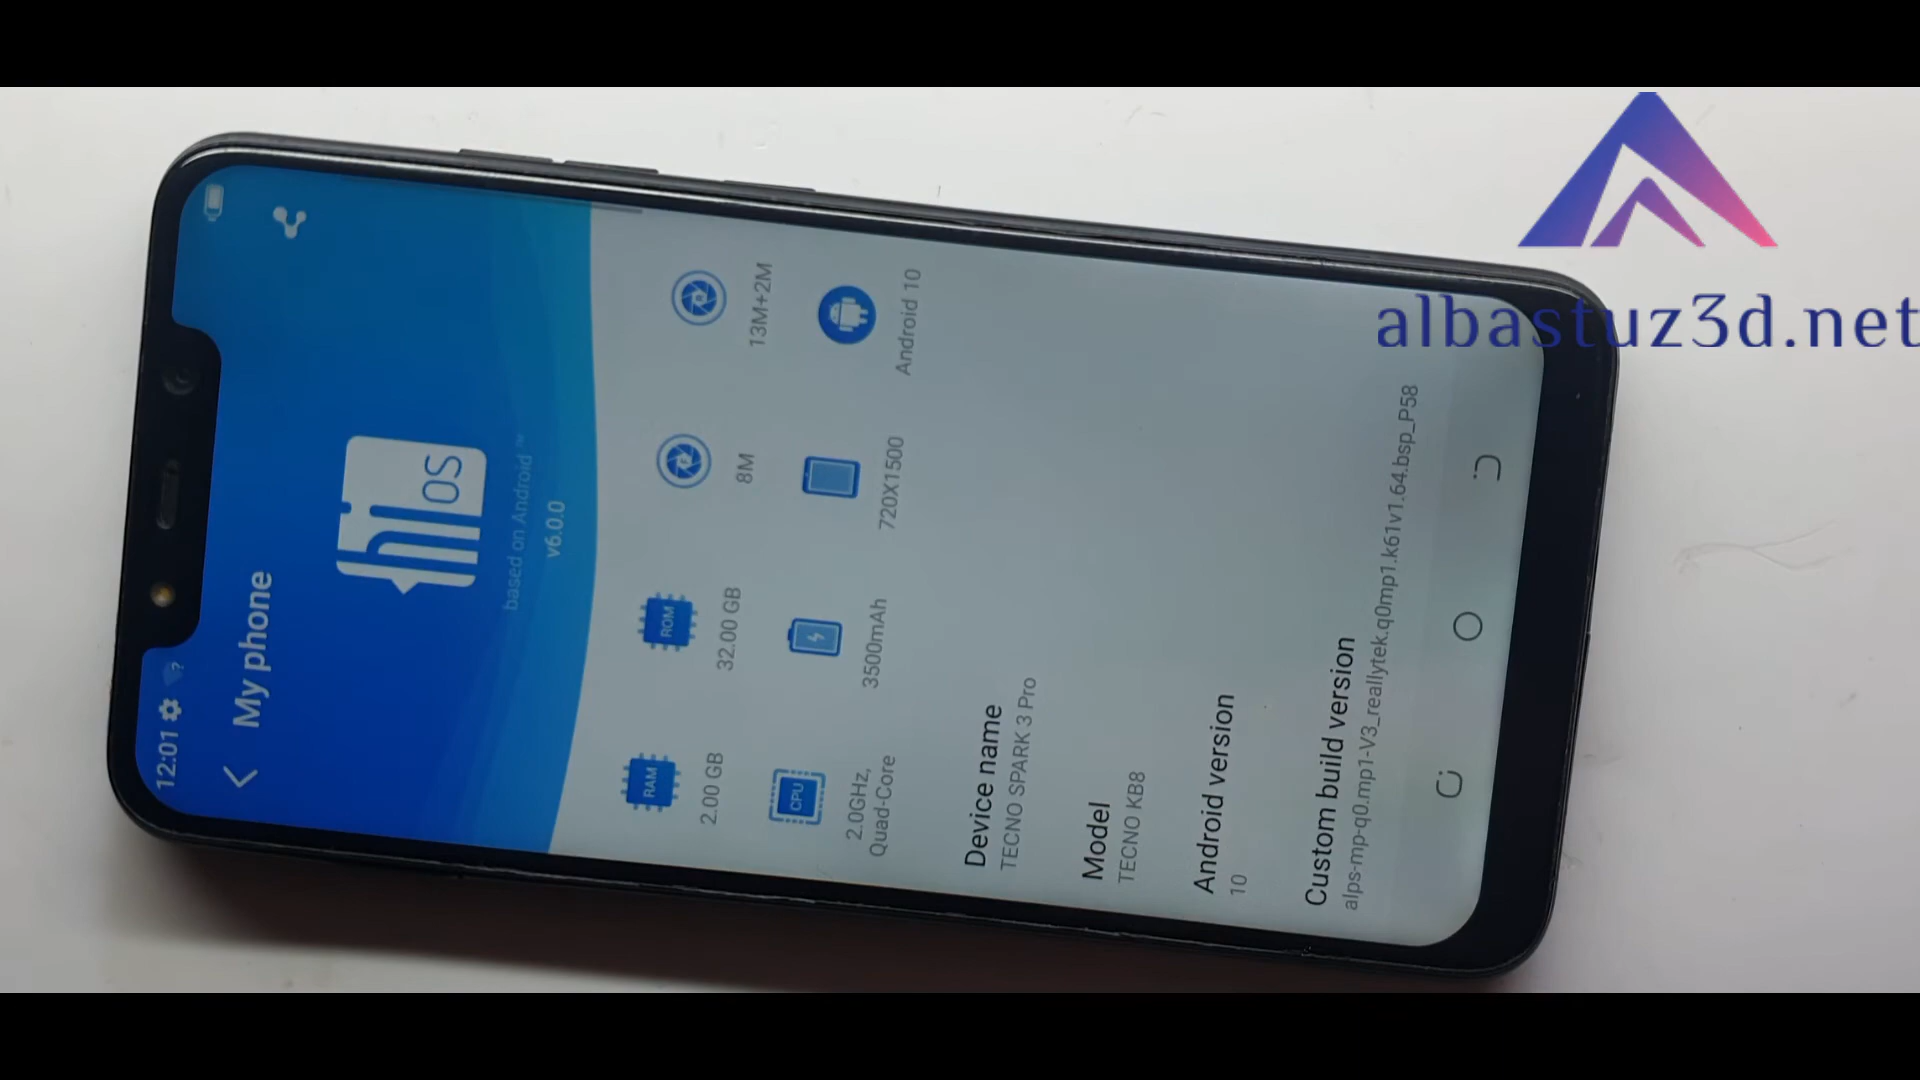 12:01
My phone
hiOS
based on Android™
v6.0.0
RAM
2.00 GB
ROM
32.00 GB
8M
13M+2M
CPU
2.0GHz,
Quad-Core
3500mAh
720X1500
Android 10
Device name
TECNO SPARK 3 Pro
Model
TECNO KB8
Android version
10
Custom build version
alps-mp-q0.mp1-V3_reallytek.q0mp1.k61v1.64.bsp_P58
albastuz3d.net